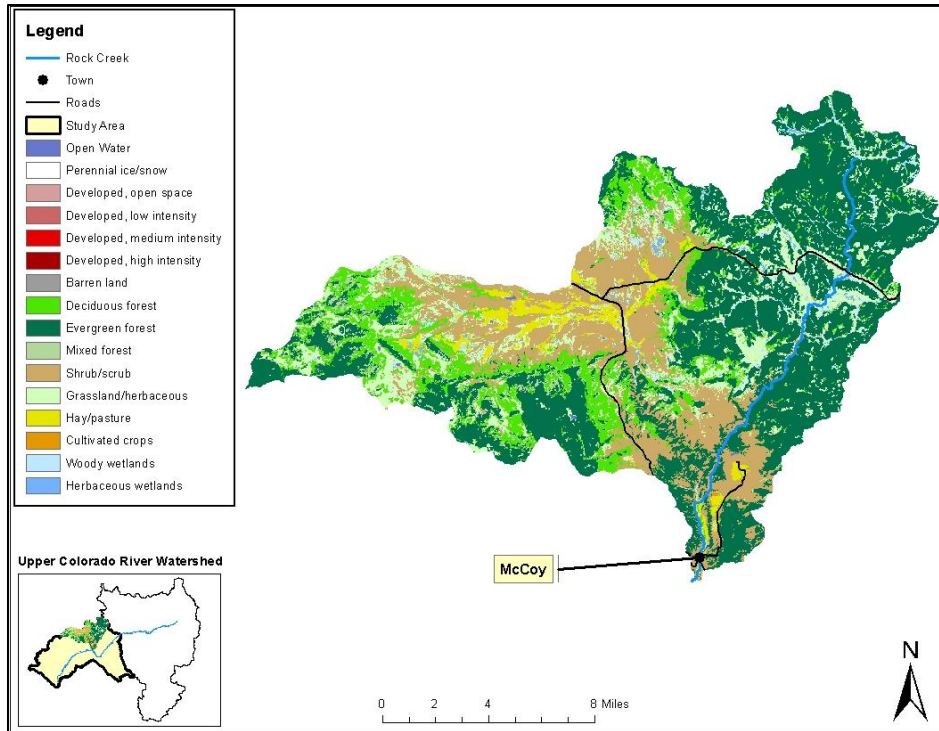 Legend
Rock Creek
Town
Roads
Study Area
Open Water
Perennial ice/snow
Developed, open space
Developed, low intensity
Developed, medium intensity
Developed, high intensity
Barren land
Deciduous forest
Evergreen forest
Mixed forest
Shrub/scrub
Grassland/herbaceous
Hay/pasture
Cultivated crops
Woody wetlands
Herbaceous wetlands
Upper Colorado River Watershed
McCoy
0 2 4 8 Miles
N